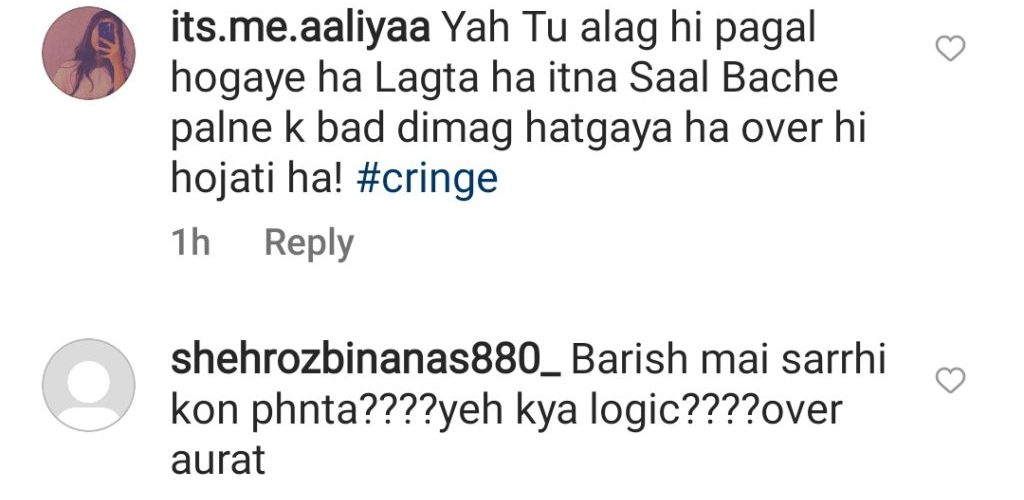 its.me.aaliyaa Yah Tu alag hi pagal
hogaye ha Lagta ha itna Saal Bache
palne k bad dimag hatgaya ha over hi
hojati ha! #cringe
1h Reply
shehrozbinanas880_ Barish mai sarrhi
kon phnta????yeh kya logic????over
aurat